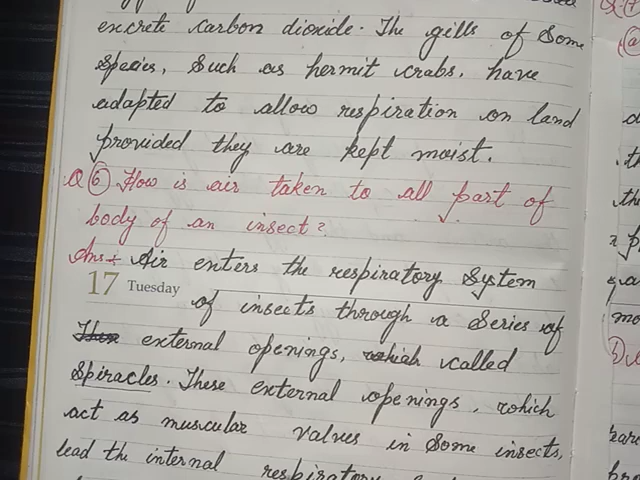 excrete carbon dioxide. The gills of some
species, such as hermit crabs, have
adapted to allow respiration on land
provided they are kept moist.
Q 6 How is air taken to all part of
body of an insect?
Ans → Air enters the respiratory system
17 Tuesday
of insects through a series of
external openings, which called
spiracles. These external openings, which
act as muscular valves in some insects,
lead the internal respiratory